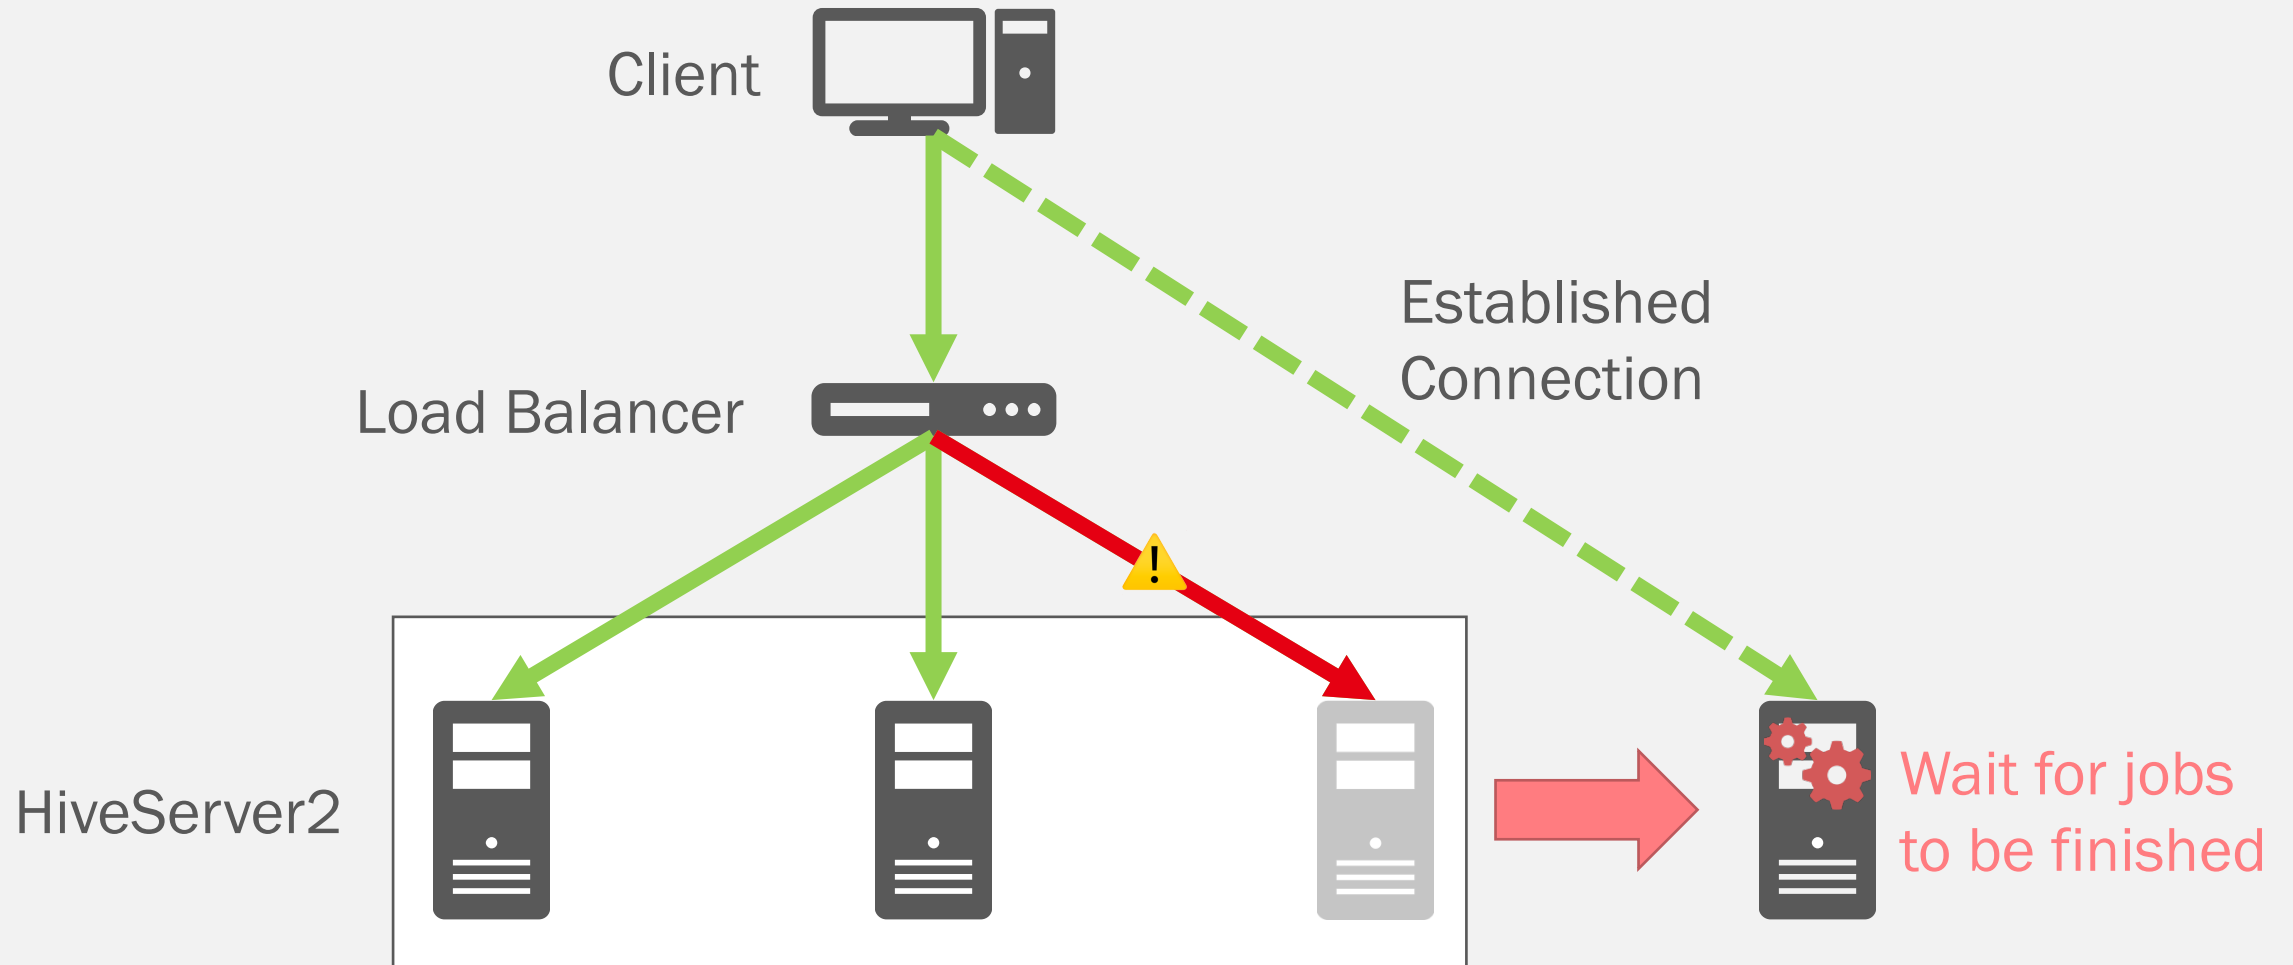 Client
Established
Connection
Load Balancer
HiveServer2
Wait for jobs
to be finished